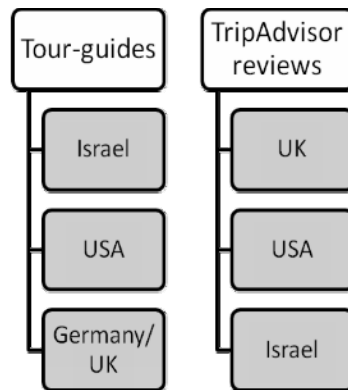 Tour-guides
Israel
USA
Germany/
UK
TripAdvisor
reviews
UK
USA
Israel